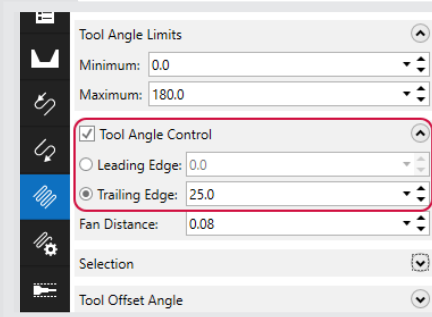 Tool Angle Limits
Minimum: 0.0
Maximum: 180.0
Tool Angle Control
Leading Edge: 0.0
Trailing Edge: 25.0
Fan Distance: 0.08
Selection
Tool Offset Angle